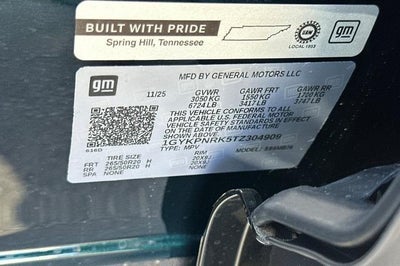 BUILT WITH PRIDE
Spring Hill, Tennessee
UAW
LOCAL 1853
gm
gm
MFD BY GENERAL MOTORS LLC
11/25 GVWR GAWR FRT GAWR RR
3050 KG 1550 KG 1700 KG
6724 LB 3417 LB 3747 LB
THIS VEHICLE CONFORMS TO ALL
APPLICABLE U.S. FEDERAL MOTOR
VEHICLE SAFETY STANDARDS IN EFFECT
ON THE DATE OF MANUFACTURE
SHOWN ABOVE.
1GYKPNRK5TZ304909
TYPE: MPV
TIRE SIZE RIM
FRT 265/50R20 H 20X8J
RR 265/50R20 H 20X8J
SPA NONE NONE